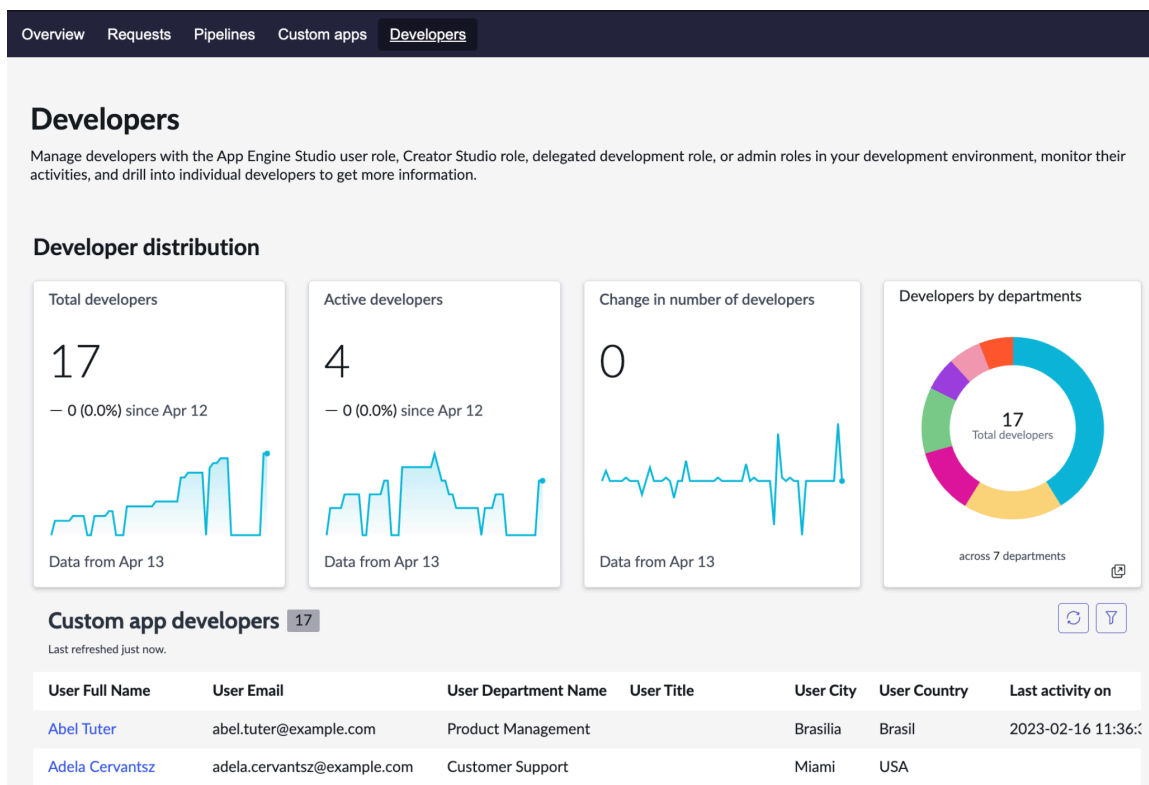 Overview Requests Pipelines Custom apps Developers
Developers
Manage developers with the App Engine Studio user role, Creator Studio role, delegated development role, or admin roles in your development environment, monitor their
activities, and drill into individual developers to get more information.
Developer distribution
Total developers
17
— 0 (0.0%) since Apr 12
Data from Apr 13
Active developers
4
— 0 (0.0%) since Apr 12
Data from Apr 13
Change in number of developers
0
Data from Apr 13
Developers by departments
17
Total developers
across 7 departments
Custom app developers 17
Last refreshed just now.
User Full Name User Email User Department Name User Title User City User Country Last activity on
Abel Tuter abel.tuter@example.com Product Management Brasilia Brasil 2023-02-16 11:36:
Adela Cervantsz adela.cervantsz@example.com Customer Support Miami USA